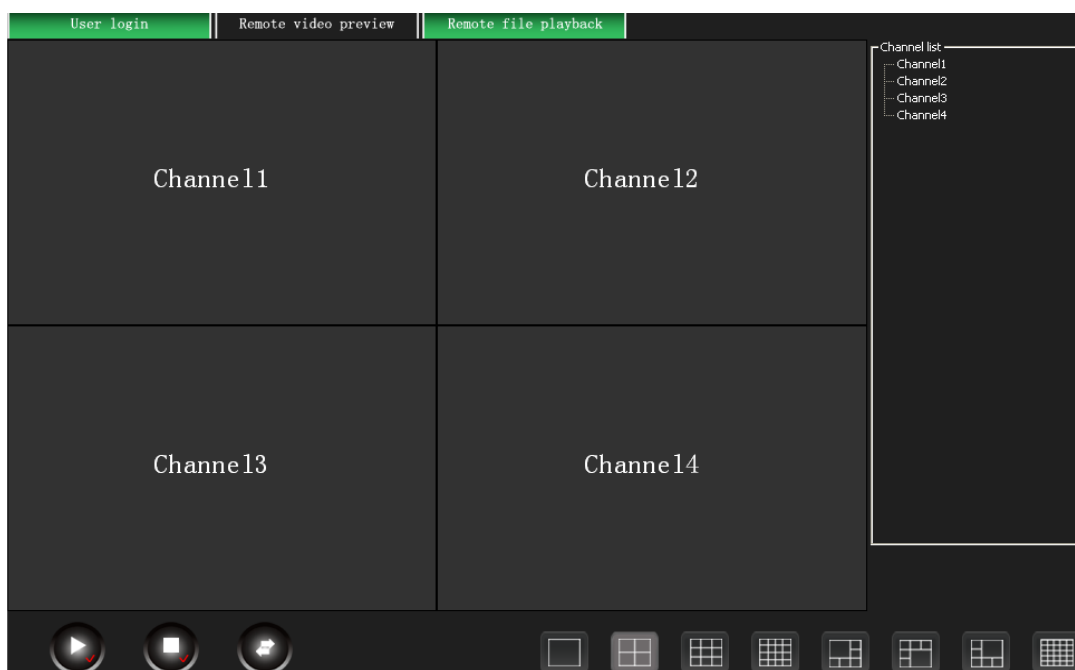 User login
Remote video preview
Remote file playback
Channel list
Channel1
Channel2
Channel3
Channel4
Channel1
Channel2
Channel3
Channel4